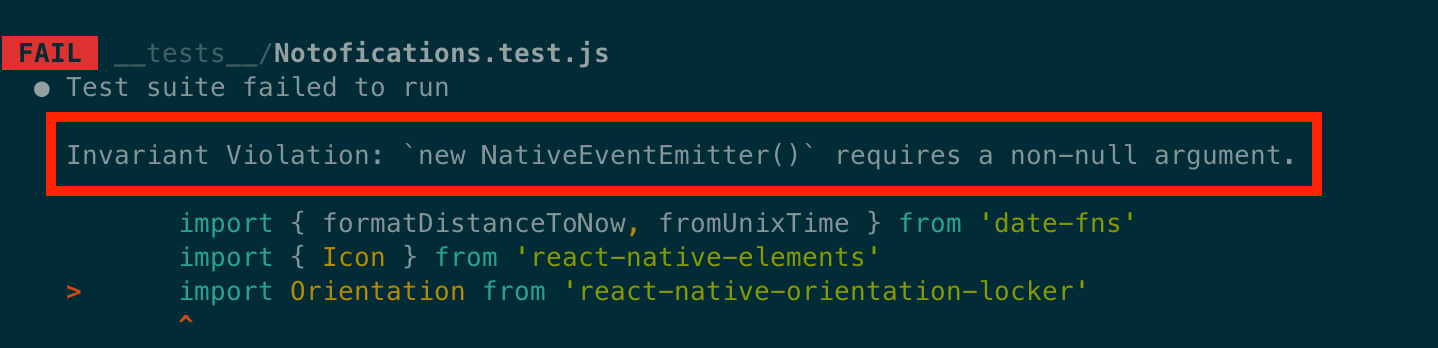 FAIL __tests__/Notofications.test.js
● Test suite failed to run
Invariant Violation: `new NativeEventEmitter()` requires a non-null argument.
import { formatDistanceToNow, fromUnixTime } from 'date-fns'
import { Icon } from 'react-native-elements'
> import Orientation from 'react-native-orientation-locker'
^